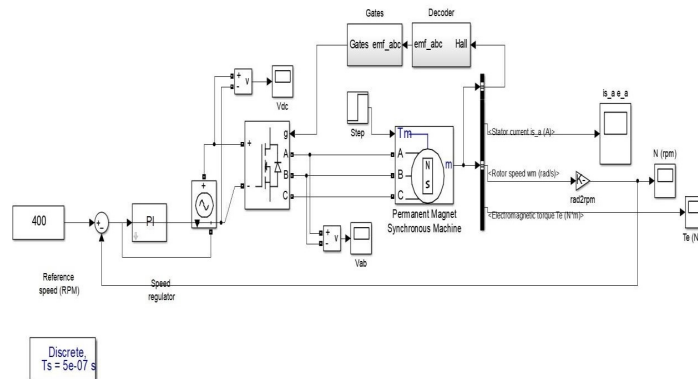 Gates
Decoder
Gates emf_abc
emf_abc Hall
+
-
v
Vdc
Step
is_a e_a
<Stator current is_a (A)>
g
+
A
B
-
C
Tm
A
B
C
N
S
m
<Rotor speed wm (rad/s)>
K-
rad2rpm
N (rpm)
Permanent Magnet
Synchronous Machine
<Electromagnetic torque Te (N*m)>
Te (N
400
PI
+
-
v
Vab
Reference
speed (RPM)
Speed
regulator
Discrete,
Ts = 5e-07 s